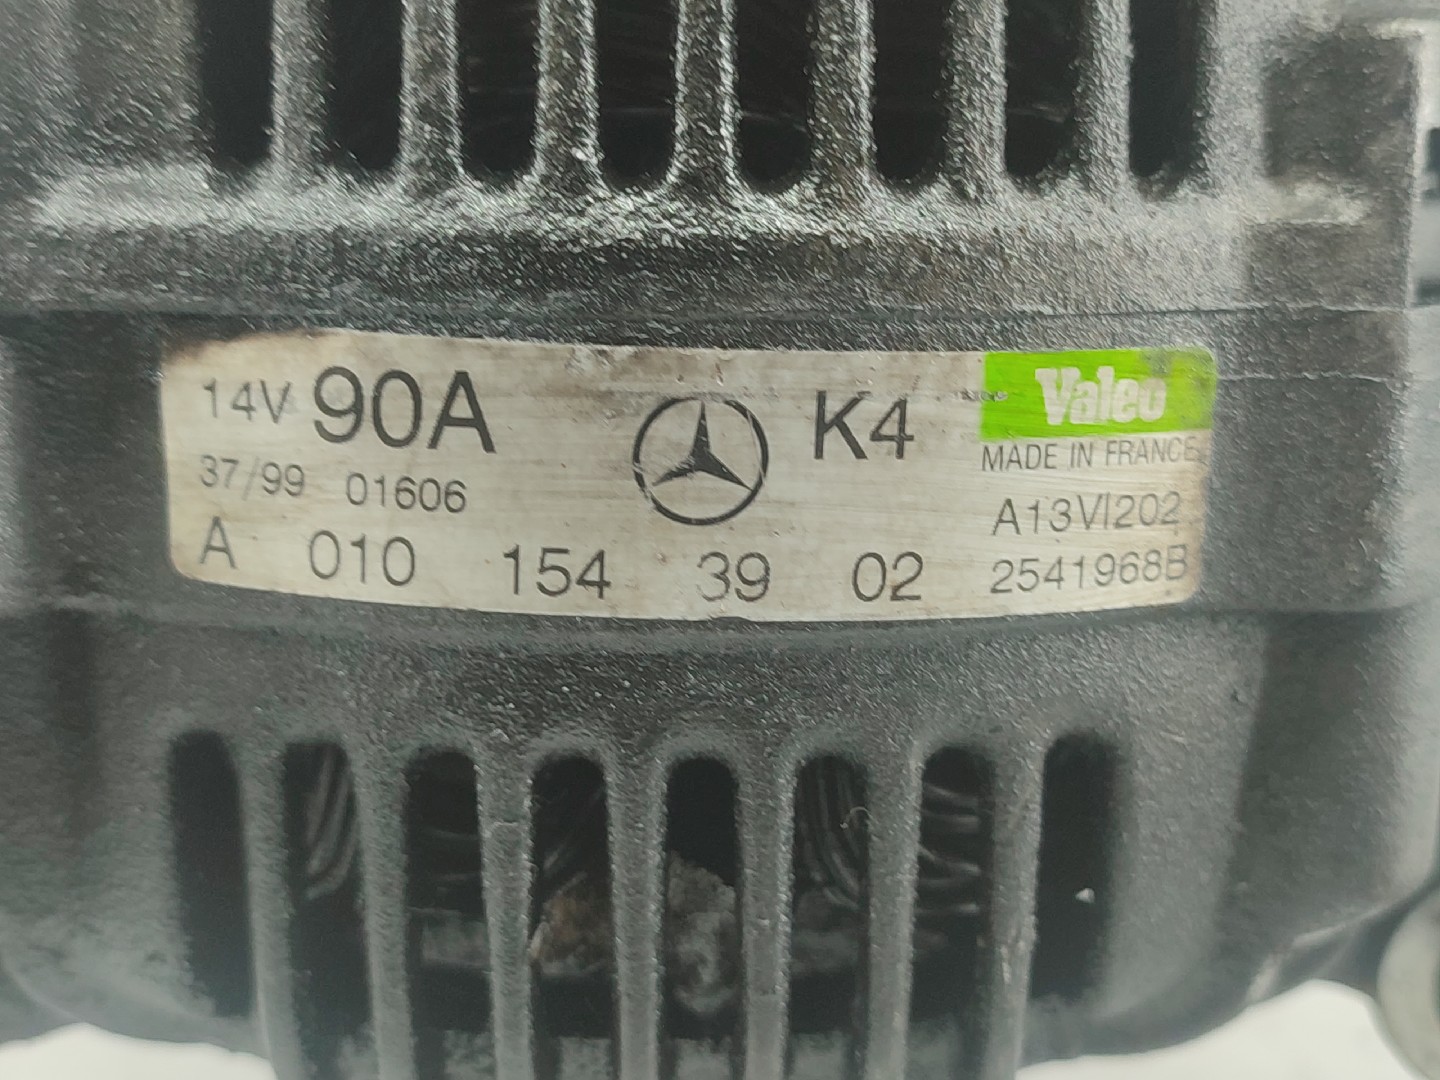 14V 90A K4 Valeo
MADE IN FRANCE
37/99 01606
A13VI202
A 010 154 39 02 2541968B